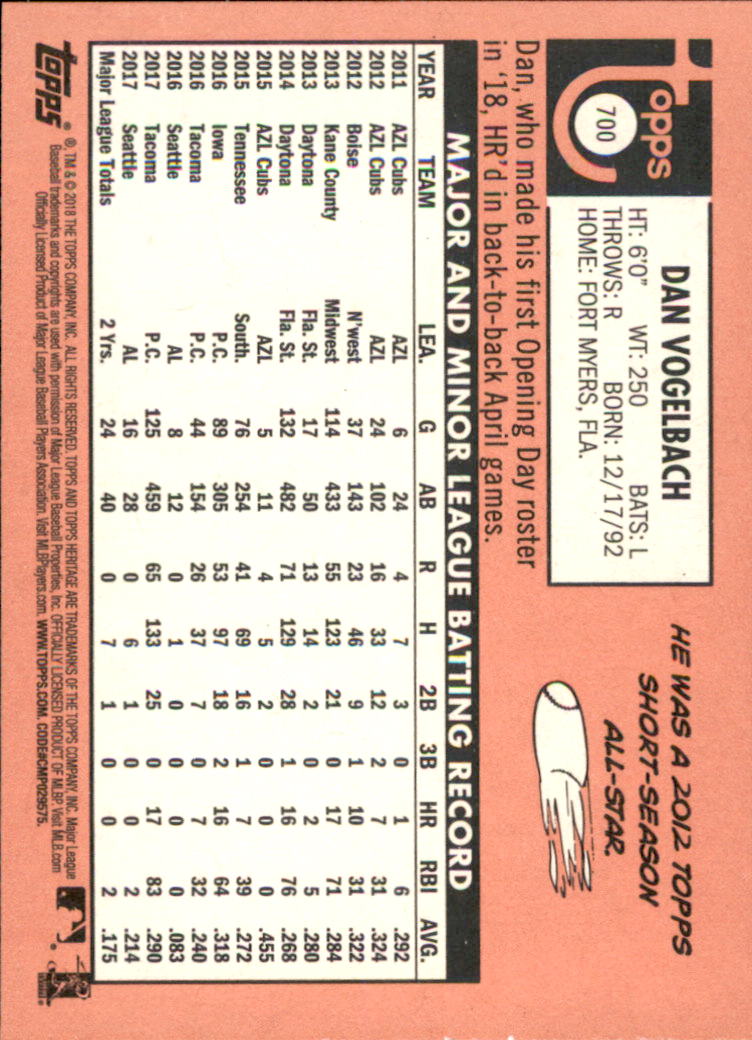 Topps
700
DAN VOGELBACH
HT: 6'0" WT: 250 BATS: L
THROWS: R BORN: 12/17/92
HOME: FORT MYERS, FLA.
HE WAS A 2012 TOPPS
SHORT-SEASON
ALL-STAR.
Dan, who made his first Opening Day roster
in '18, HR'd in back-to-back April games.
MAJOR AND MINOR LEAGUE BATTING RECORD
YEAR TEAM LEA. G AB R H 2B 3B HR RBI AVG.
2011 AZL Cubs AZL 6 24 4 7 3 0 1 6 .292
2012 AZL Cubs AZL 24 102 16 33 12 2 7 31 .324
2012 Boise N'west 37 143 23 46 9 1 10 31 .322
2013 Kane County Midwest 114 433 55 123 21 0 17 71 .284
2013 Daytona Fla. St. 17 50 13 14 2 0 2 5 .280
2014 Daytona Fla. St. 132 482 71 129 28 1 16 76 .268
2015 AZL Cubs AZL 5 11 4 5 2 0 0 0 .455
2015 Tennessee South. 76 254 41 69 16 1 7 39 .272
2016 Iowa P.C. 89 305 53 97 18 2 16 64 .318
2016 Tacoma P.C. 44 154 26 37 7 0 7 32 .240
2016 Seattle AL 8 12 0 1 0 0 0 0 .083
2017 Tacoma P.C. 125 459 65 133 25 0 17 83 .290
2017 Seattle AL 16 28 0 6 1 0 0 2 .214
Major League Totals 2 Yrs. 24 40 0 7 1 0 0 2 .175
Topps ®, TM & © 2018 THE TOPPS COMPANY, INC. ALL RIGHTS RESERVED. TOPPS AND TOPPS HERITAGE ARE TRADEMARKS OF THE TOPPS COMPANY, INC. Major League
Baseball trademarks and copyrights are used with permission of Major League Baseball Properties, Inc. OFFICIALLY LICENSED PRODUCT OF MLBP. Visit MLB.com
Officially Licensed Product of Major League Baseball Players Association. Visit MLBPlayers.com. WWW.TOPPS.COM. CODE#CMP029575.